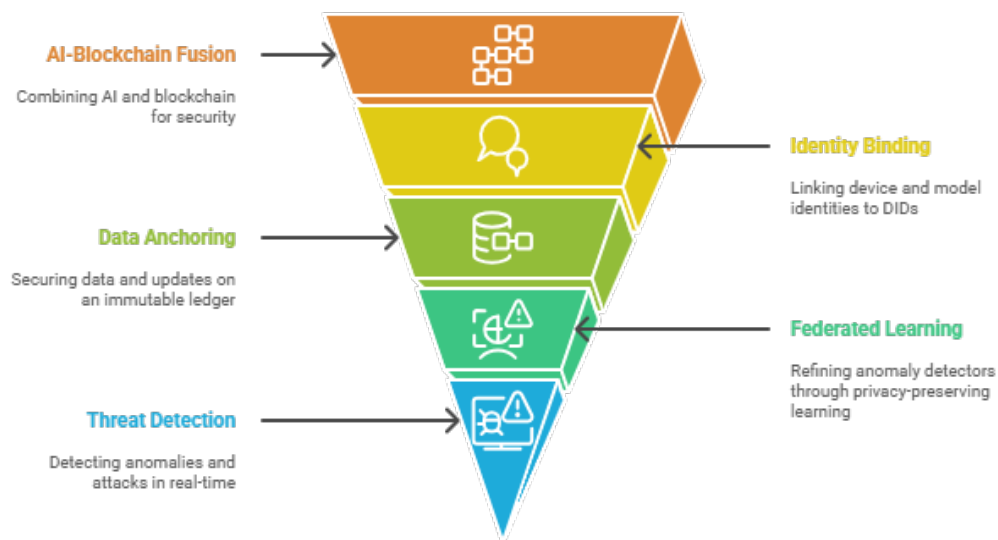 AI-Blockchain Fusion
Combining AI and blockchain
for security
Identity Binding
Linking device and model
identities to DIDs
Data Anchoring
Securing data and updates on
an immutable ledger
Federated Learning
Refining anomaly detectors
through privacy-preserving
learning
Threat Detection
Detecting anomalies and
attacks in real-time